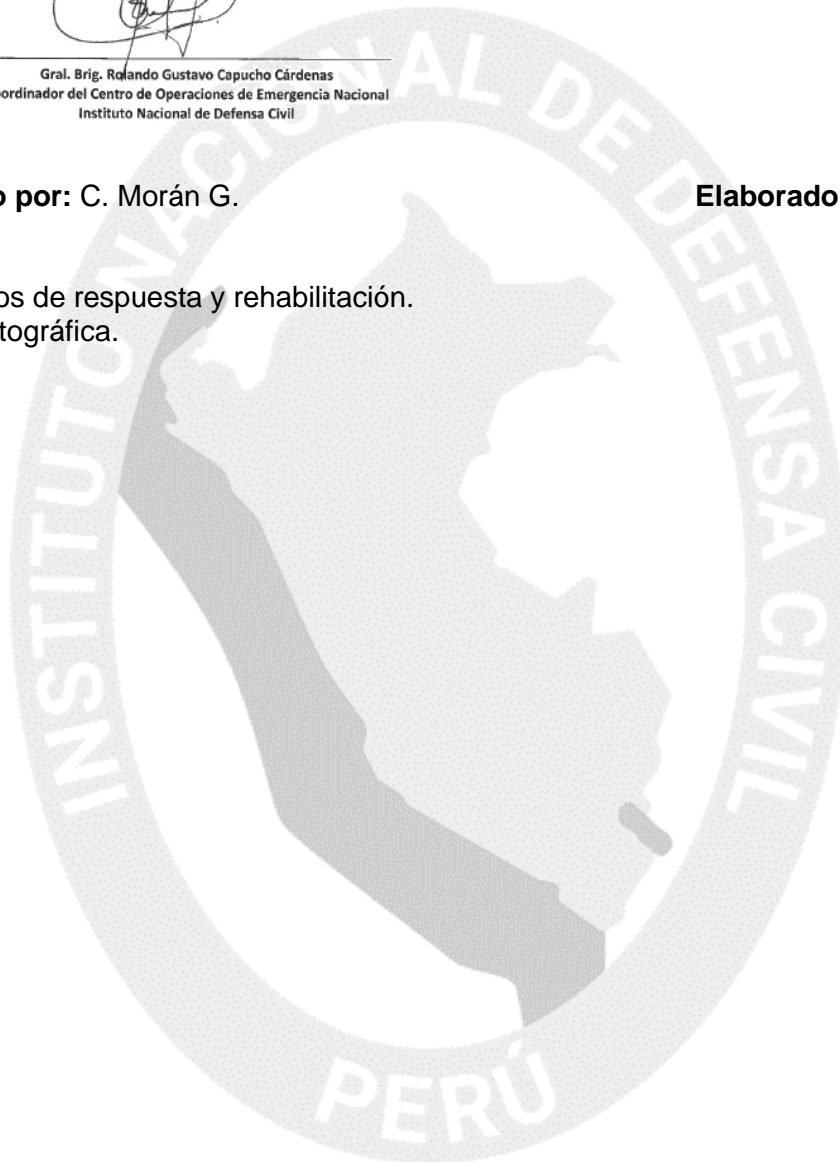 Gral. Brig. Rolando Gustavo Capucho Cárdenas
ordinador del Centro de Operaciones de Emergencia Nacional
Instituto Nacional de Defensa Civil
o por: C. Morán G. Elaborado
os de respuesta y rehabilitación.
tográfica.
INSTITUTO NACIONAL DE DEFENSA CIVIL
PERÚ